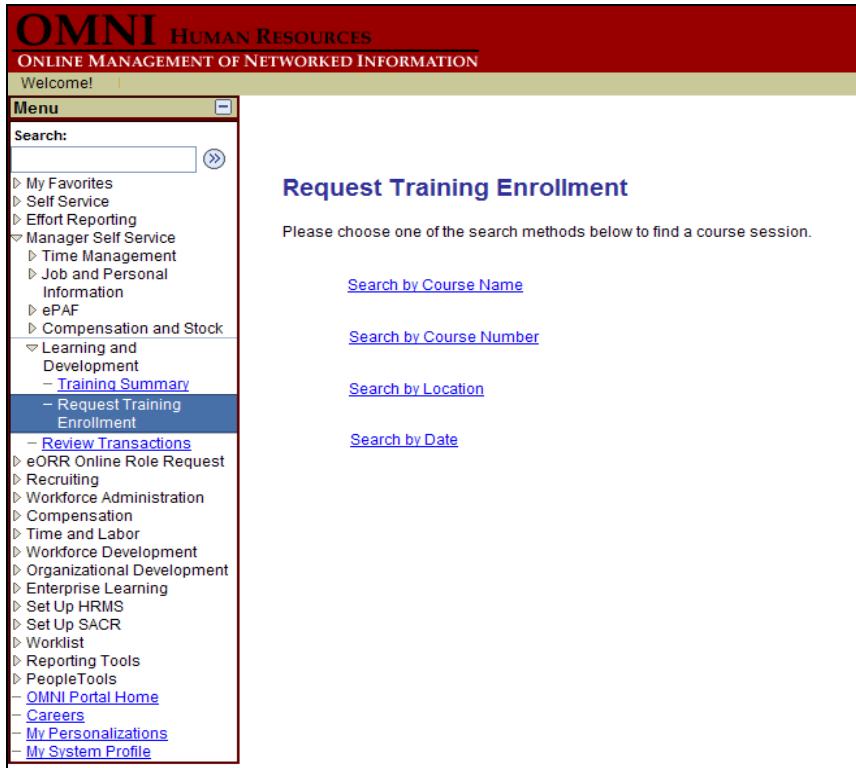 OMNI HUMAN RESOURCES
ONLINE MANAGEMENT OF NETWORKED INFORMATION
Welcome!
Menu
Search:
My Favorites
Self Service
Effort Reporting
Manager Self Service
Time Management
Job and Personal
Information
ePAF
Compensation and Stock
Learning and
Development
Training Summary
Request Training
Enrollment
Review Transactions
eORR Online Role Request
Recruiting
Workforce Administration
Compensation
Time and Labor
Workforce Development
Organizational Development
Enterprise Learning
Set Up HRMS
Set Up SACR
Worklist
Reporting Tools
PeopleTools
OMNI Portal Home
Careers
My Personalizations
My System Profile
Request Training Enrollment
Please choose one of the search methods below to find a course session.
Search by Course Name
Search by Course Number
Search by Location
Search by Date